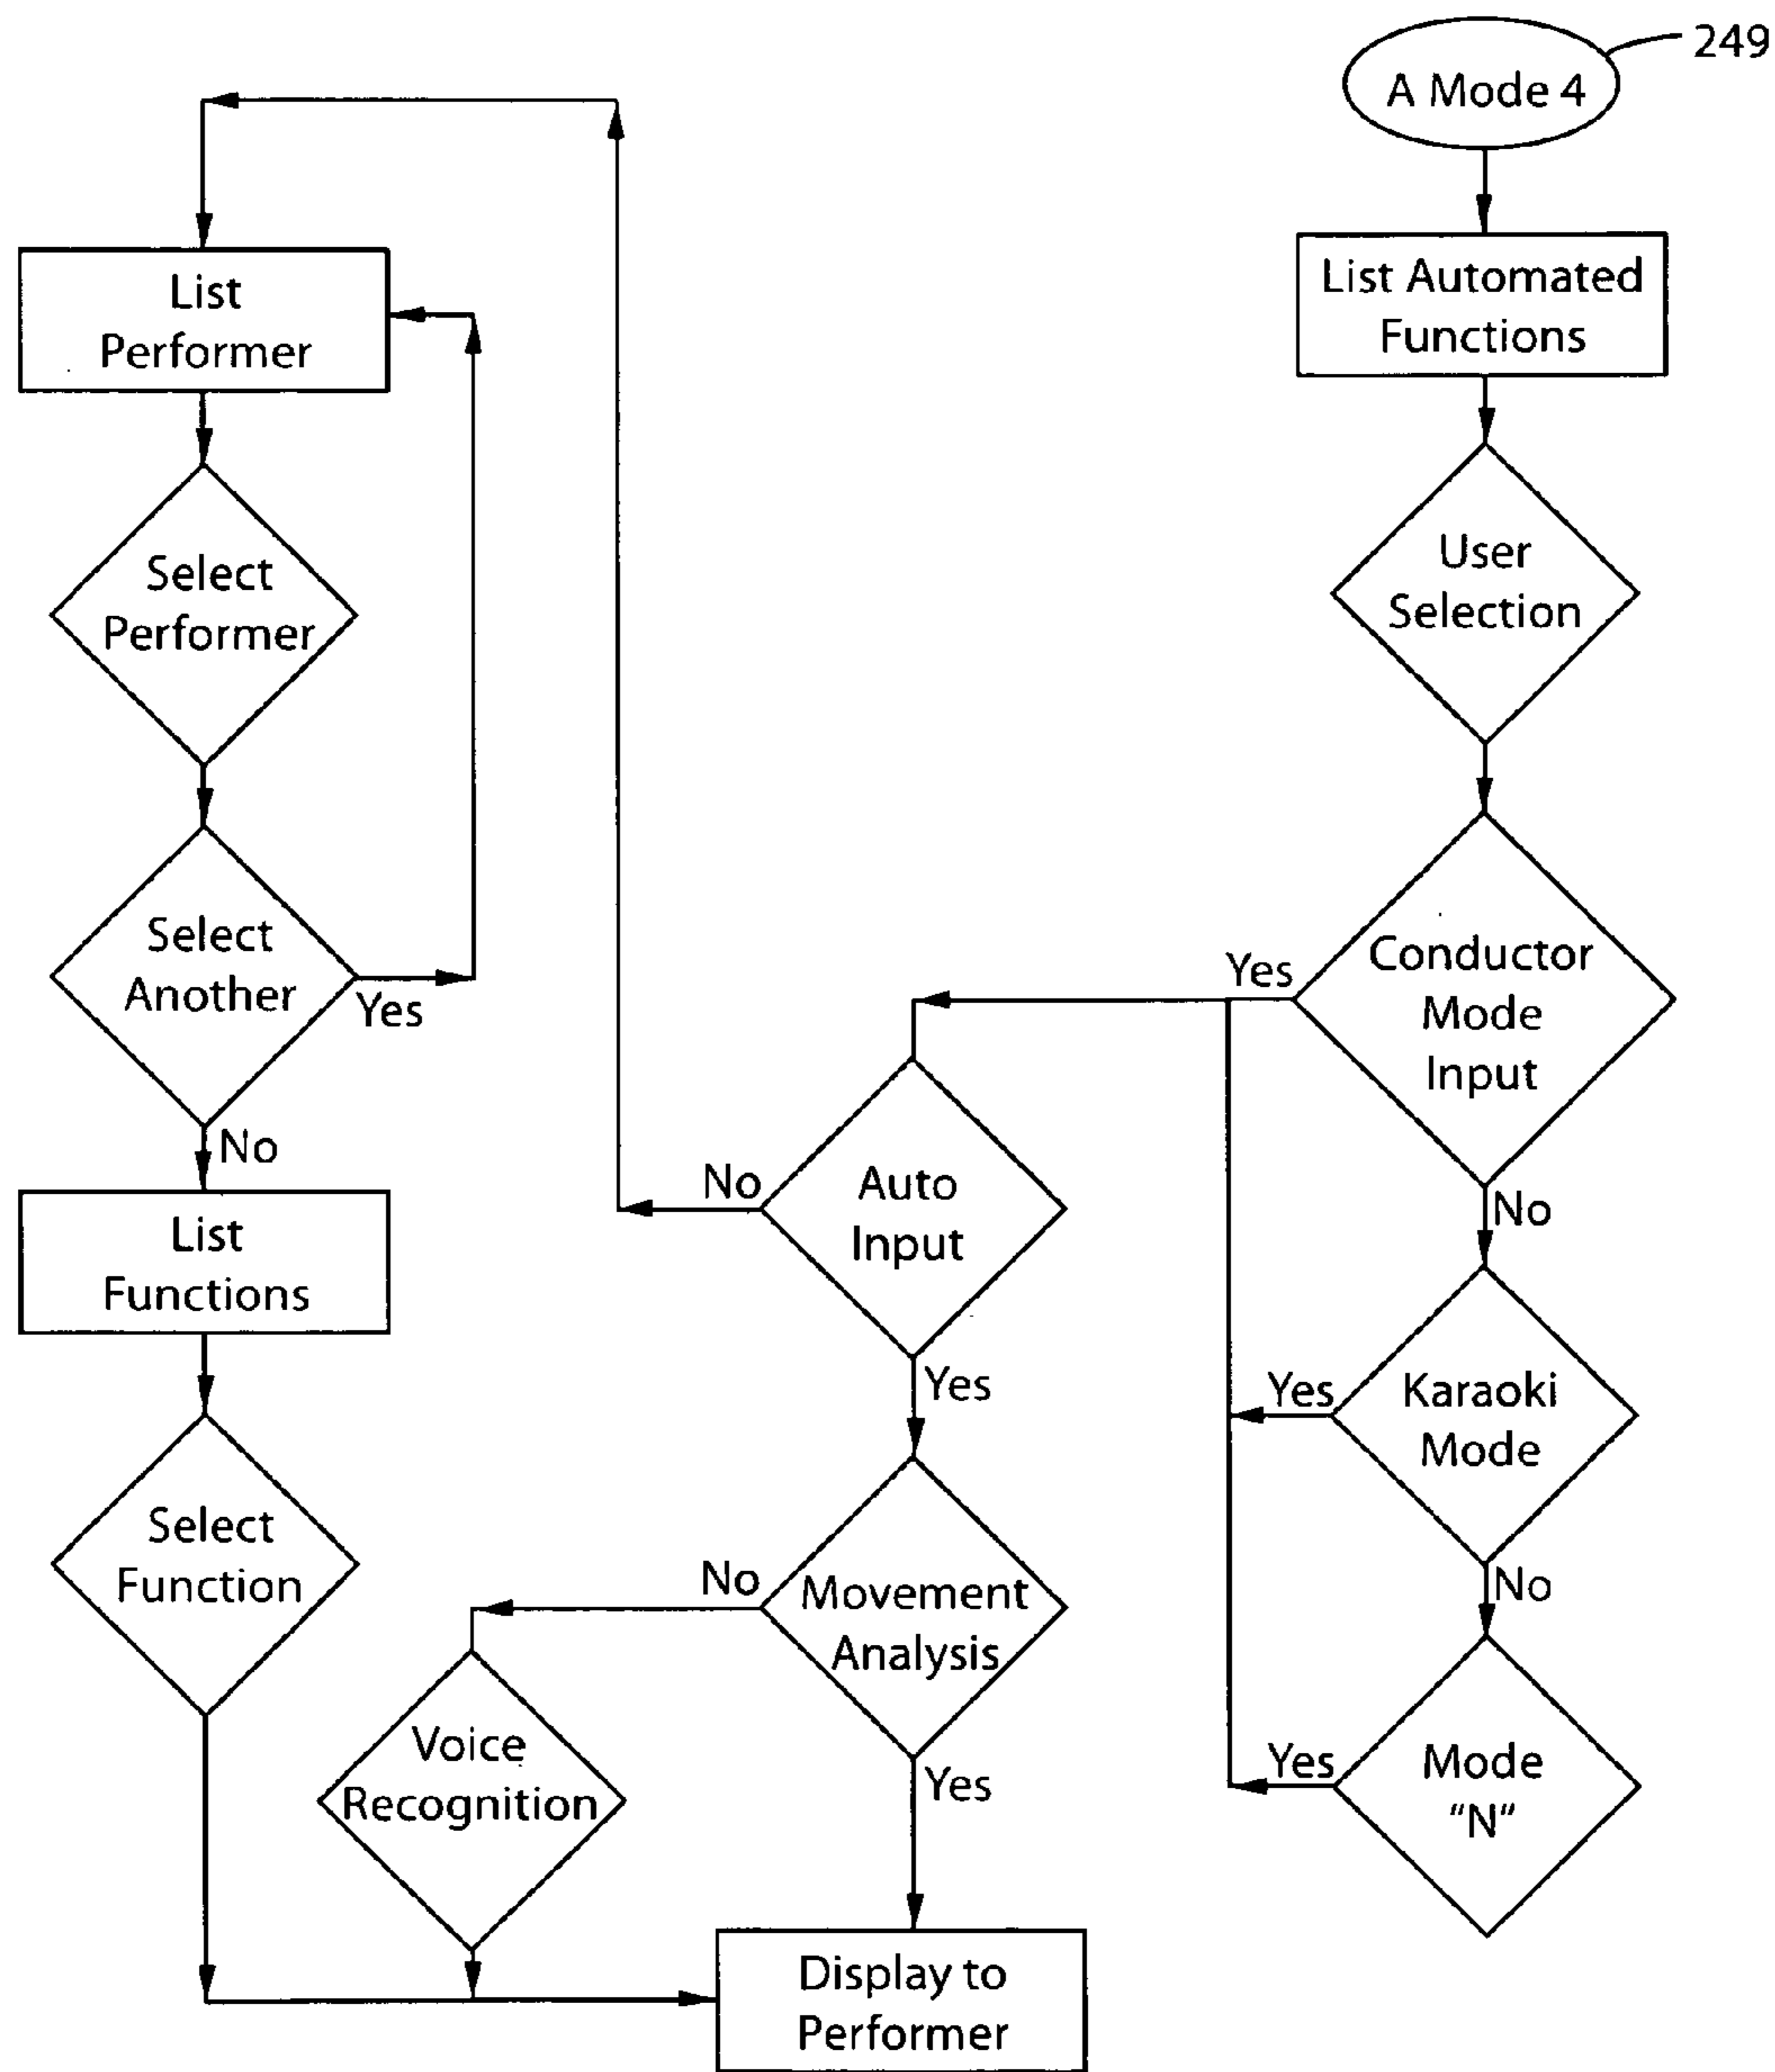 249
A Mode 4
List Automated
Functions
User
Selection
Conductor
Mode
Input
Yes
No
Karaoki
Mode
Yes
No
Mode
"N"
Yes
Auto
Input
No
Yes
Movement
Analysis
No
Yes
Voice
Recognition
Display to
Performer
List
Performer
Select
Performer
Select
Another
Yes
No
List
Functions
Select
Function